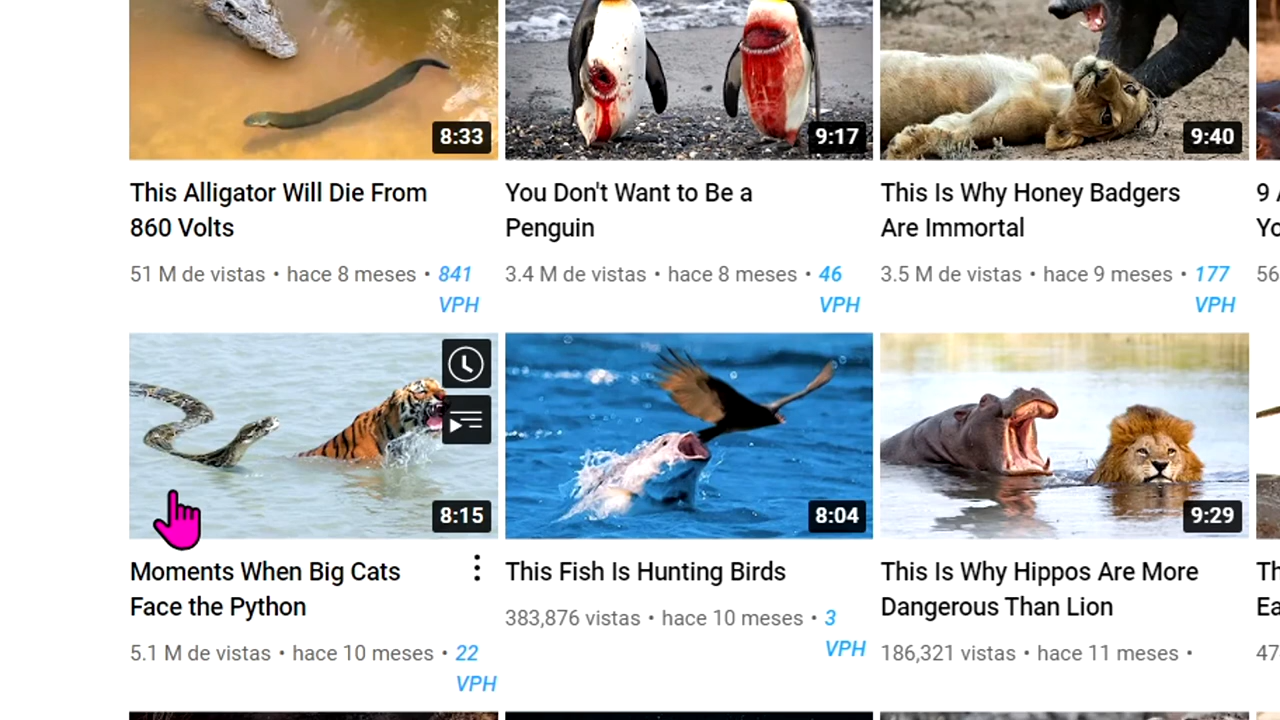 8:33
9:17
9:40
This Alligator Will Die From
860 Volts
51 M de vistas • hace 8 meses • 841
VPH
You Don't Want to Be a
Penguin
3.4 M de vistas • hace 8 meses • 46
VPH
This Is Why Honey Badgers
Are Immortal
3.5 M de vistas • hace 9 meses • 177
VPH
9
56
8:15
8:04
9:29
Moments When Big Cats
Face the Python
5.1 M de vistas • hace 10 meses • 22
VPH
This Fish Is Hunting Birds
383,876 vistas • hace 10 meses • 3
VPH
This Is Why Hippos Are More
Dangerous Than Lion
186,321 vistas • hace 11 meses •
47